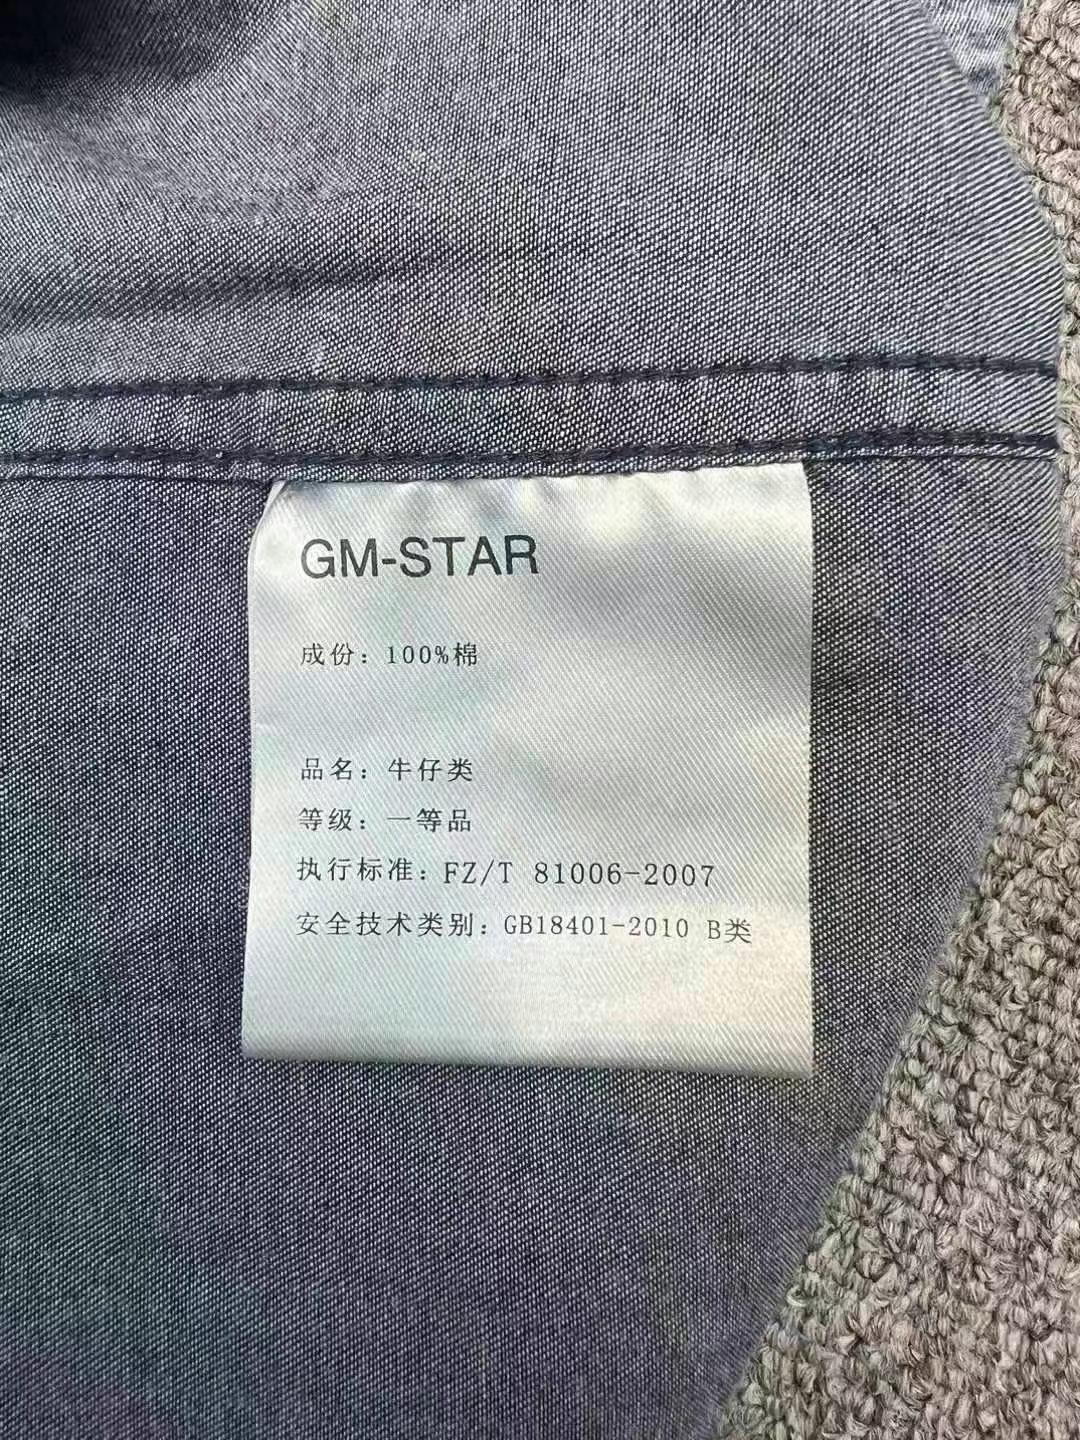 GM-STAR
成份：100%棉
品名：牛仔类
等级：一等品
执行标准：FZ/T 81006-2007
安全技术类别：GB18401-2010 B类